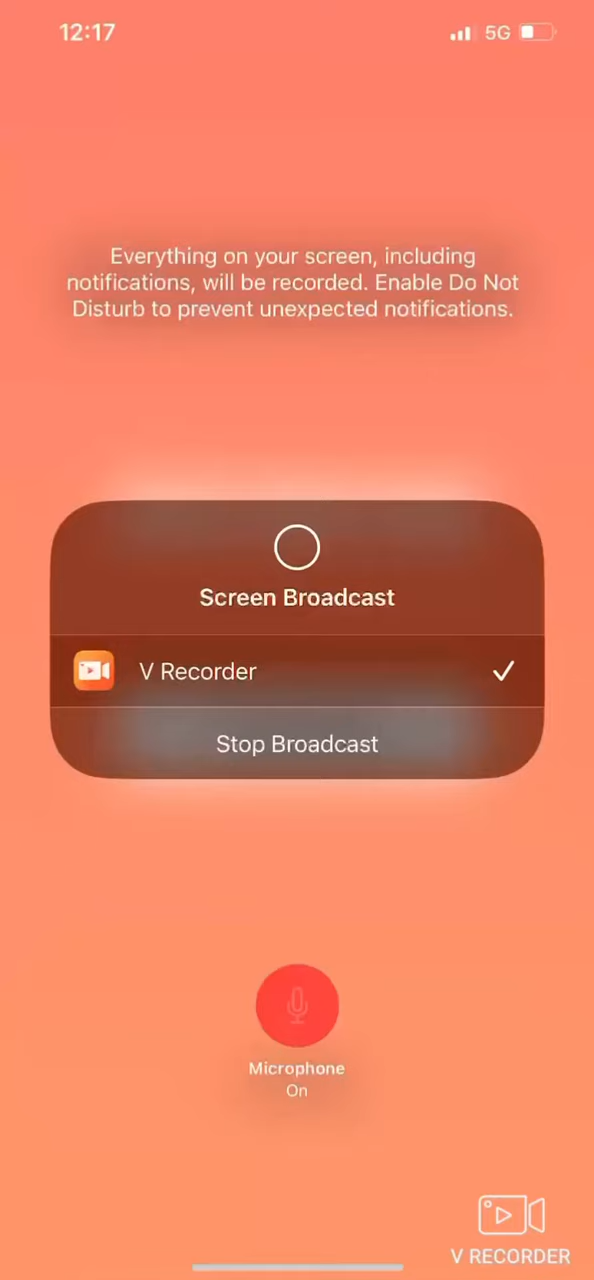 12:17
5G
Everything on your screen, including
notifications, will be recorded. Enable Do Not
Disturb to prevent unexpected notifications.
Screen Broadcast
V Recorder
Stop Broadcast
Microphone
On
V RECORDER